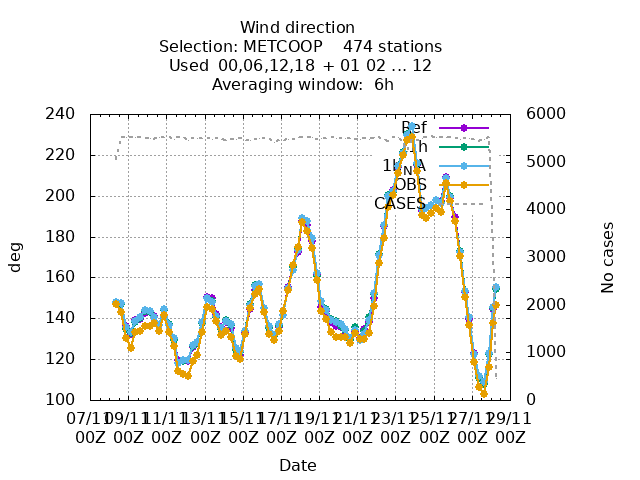 Wind direction
Selection: METCOOP 474 stations
Used 00,06,12,18 + 01 02 ... 12
Averaging window: 6h
240 6000
220 5000
200 4000
180 3000
160 2000
140 1000
120 0
100
deg
No cases
Ref
1h
1h_NA
OBS
CASES
07/11 09/11 11/11 13/11 15/11 17/11 19/11 21/11 23/11 25/11 27/11 29/11
00Z 00Z 00Z 00Z 00Z 00Z 00Z 00Z 00Z 00Z 00Z 00Z
Date